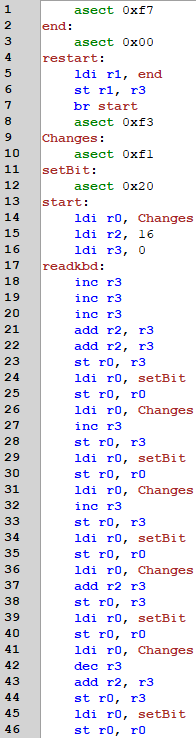 1 asect 0xf7
2 end:
3 asect 0x00
4 restart:
5 ldi r1, end
6 st r1, r3
7 br start
8 asect 0xf3
9 Changes:
10 asect 0xf1
11 setBit:
12 asect 0x20
13 start:
14 ldi r0, Changes
15 ldi r2, 16
16 ldi r3, 0
17 readkbd:
18 inc r3
19 inc r3
20 inc r3
21 add r2, r3
22 add r2, r3
23 st r0, r3
24 ldi r0, setBit
25 st r0, r0
26 ldi r0, Changes
27 inc r3
28 st r0, r3
29 ldi r0, setBit
30 st r0, r0
31 ldi r0, Changes
32 inc r3
33 st r0, r3
34 ldi r0, setBit
35 st r0, r0
36 ldi r0, Changes
37 add r2 r3
38 st r0, r3
39 ldi r0, setBit
40 st r0, r0
41 ldi r0, Changes
42 dec r3
43 add r2, r3
44 st r0, r3
45 ldi r0, setBit
46 st r0, r0